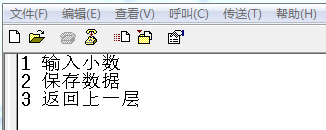 文件(F) 编辑(E) 查看(V) 呼叫(C) 传送(T) 帮助(H)
1 输入小数
2 保存数据
3 返回上一层